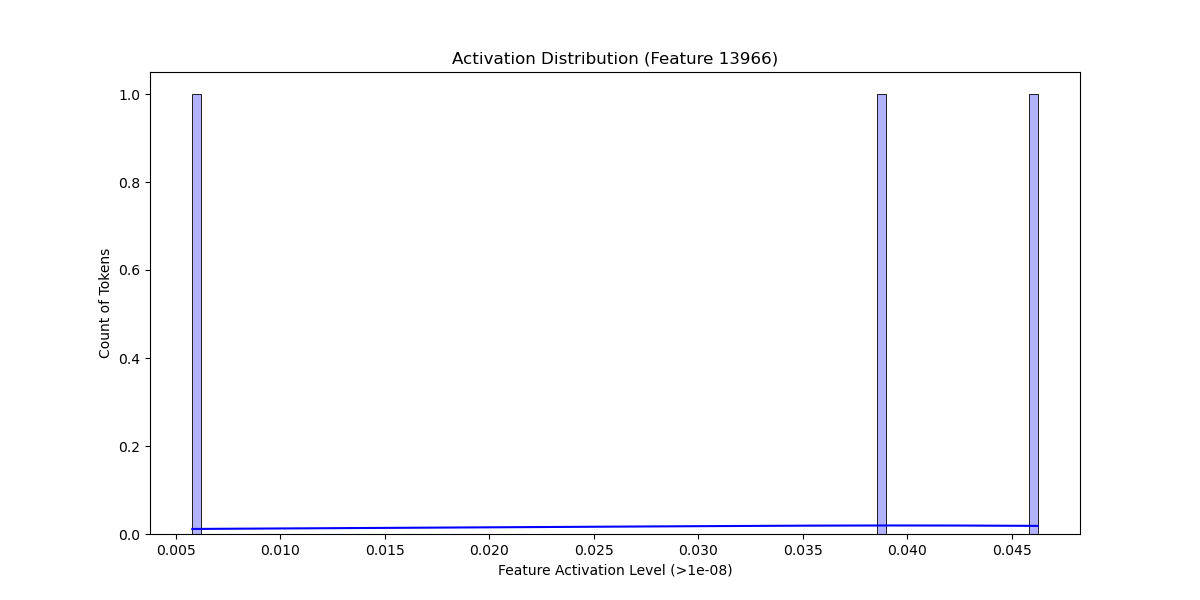 Activation Distribution (Feature 13966)
Count of Tokens
1.0
0.8
0.6
0.4
0.2
0.0
0.005 0.010 0.015 0.020 0.025 0.030 0.035 0.040 0.045
Feature Activation Level (>1e-08)